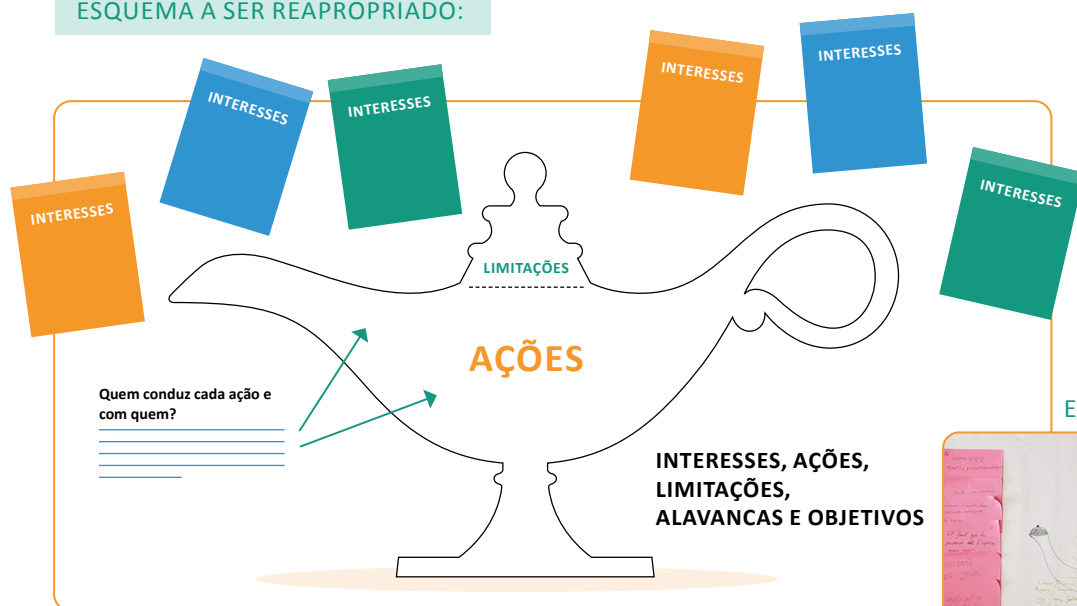 ESQUEMA A SER REAPROPRIADO:
INTERESSES
INTERESSES
INTERESSES
INTERESSES
INTERESSES
INTERESSES
LIMITAÇÕES
AÇÕES
Quem conduz cada ação e
com quem?
E
INTERESSES, AÇÕES,
LIMITAÇÕES,
ALAVANCAS E OBJETIVOS